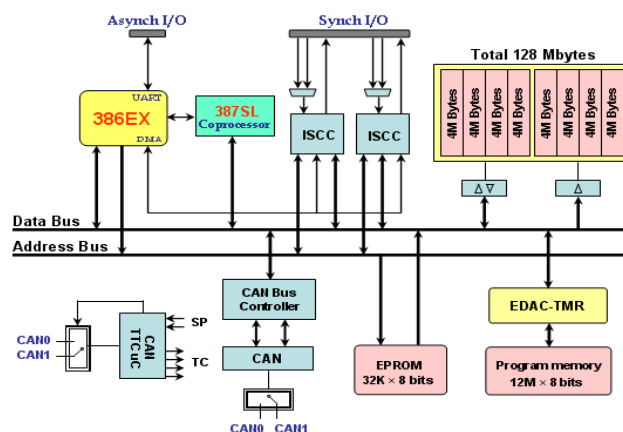 Asynch I/O
Synch I/O
Total 128 Mbytes
UART
386EX
DMA
387SL
Coprocessor
ISCC
ISCC
4M Bytes
4M Bytes
4M Bytes
4M Bytes
4M Bytes
4M Bytes
4M Bytes
4M Bytes
Δ ∇
Δ
Data Bus
Address Bus
CAN Bus
Controller
CAN
CAN0 CAN1
CAN0
CAN1
CAN
TTC uC
SP
TC
EPROM
32K × 8 bits
EDAC-TMR
Program memory
12M × 8 bits